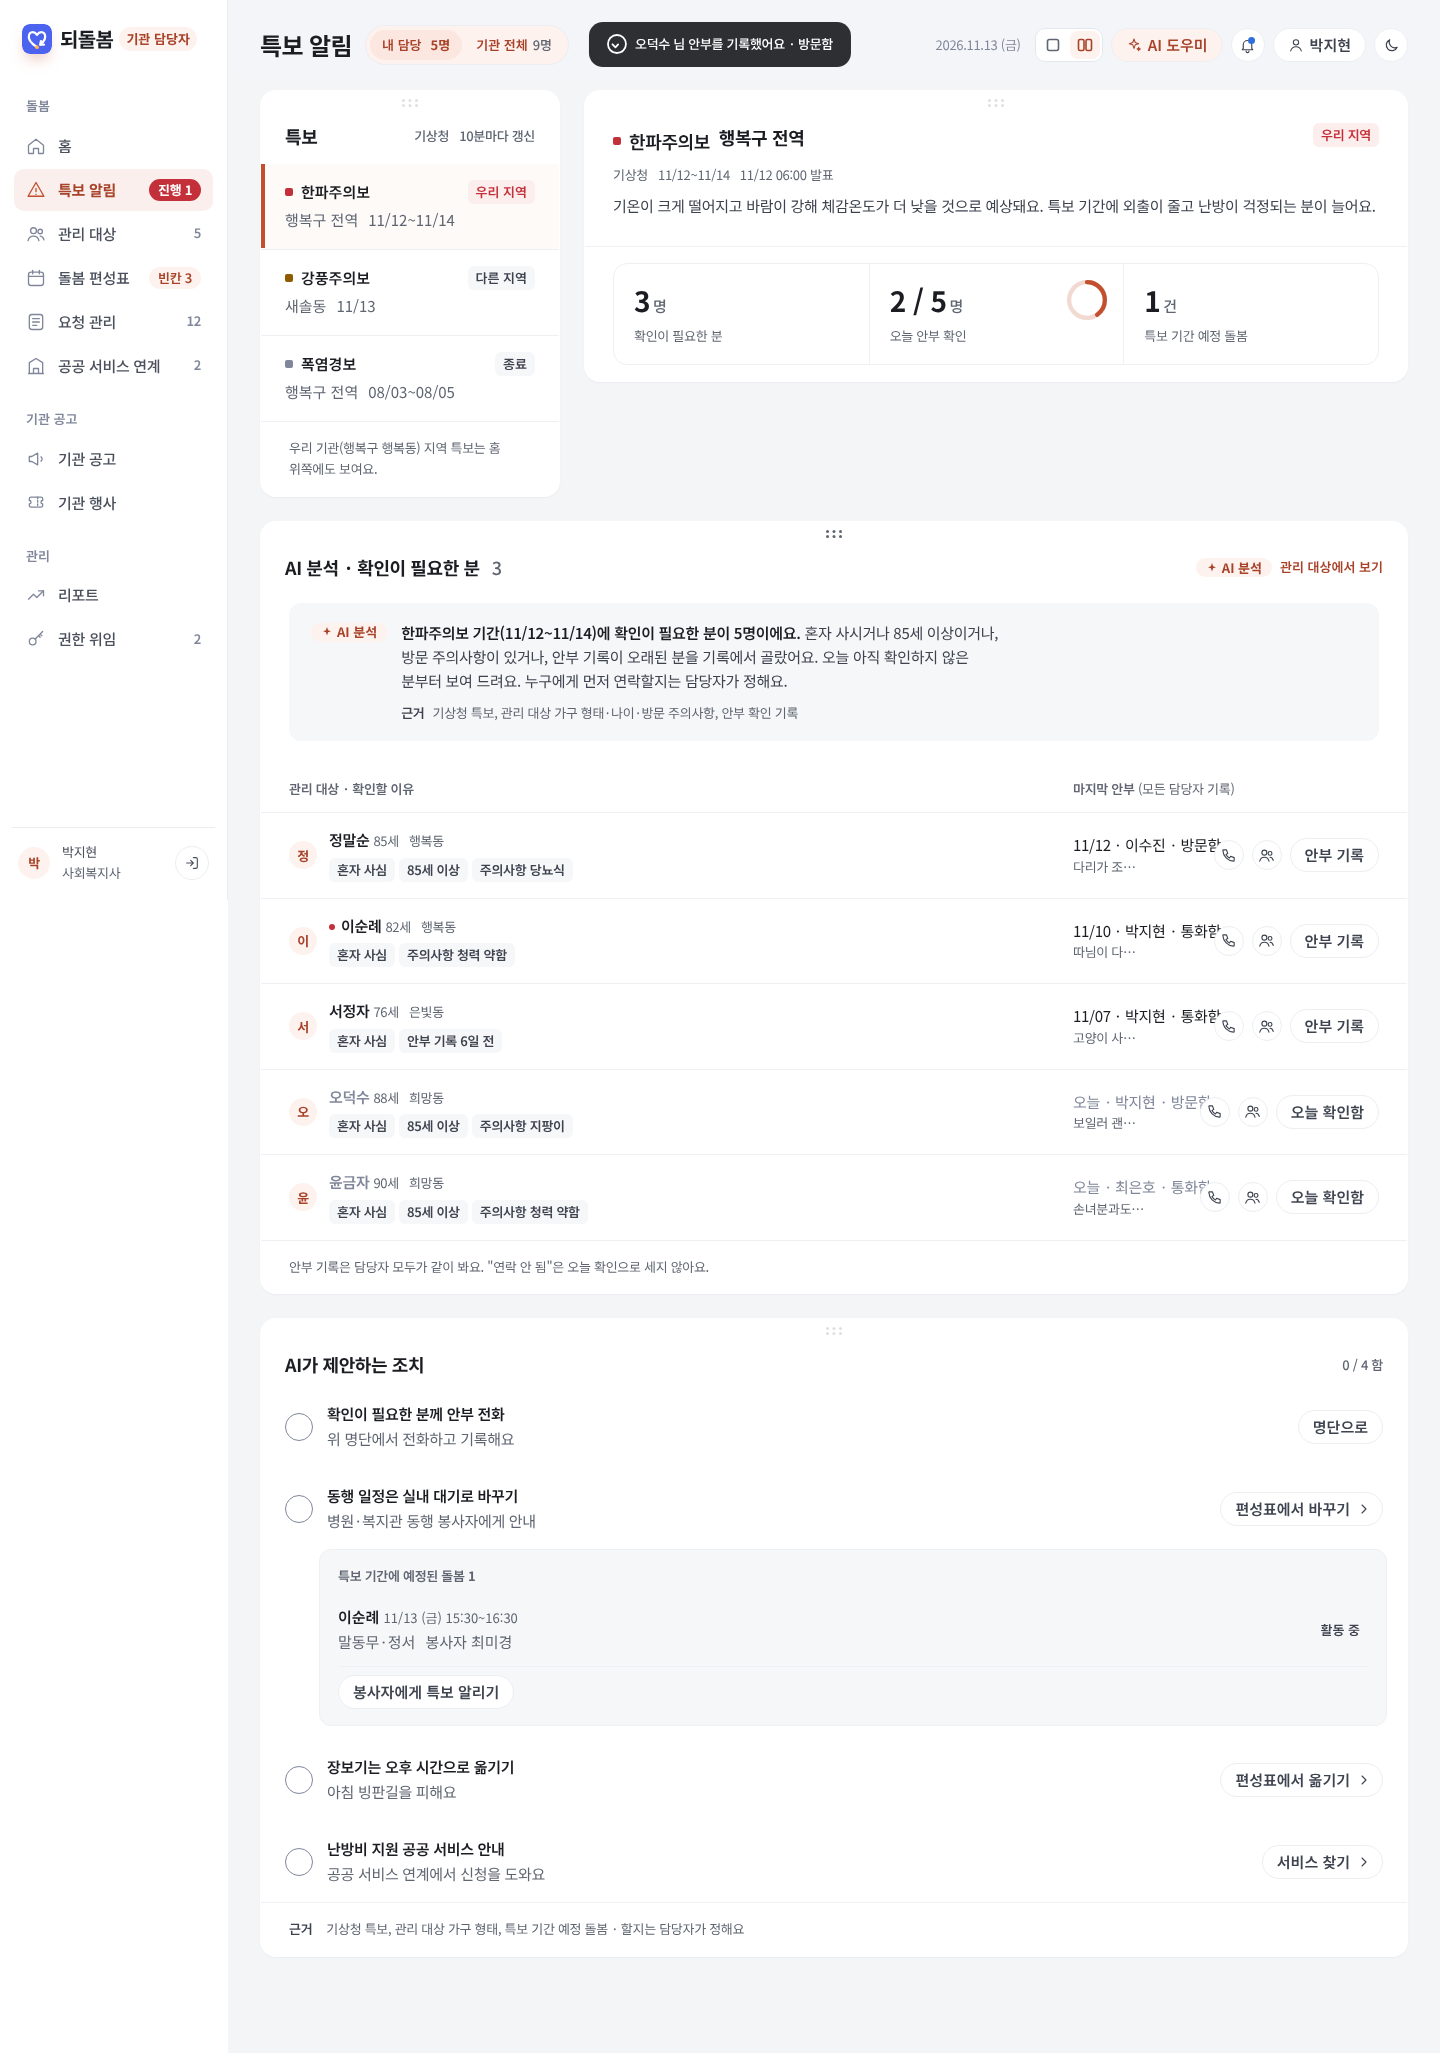 되돌봄 기관 담당자
돌봄
홈
특보 알림 진행 1
관리 대상 5
돌봄 편성표 빈칸 3
요청 관리 12
공공 서비스 연계 2
기관 공고
기관 공고
기관 행사
관리
리포트
권한 위임 2
박 박지현
사회복지사
특보 알림 내 담당 5명 기관 전체 9명
오덕수 님 안부를 기록했어요 · 방문함
2026.11.13 (금) AI 도우미 박지현
특보 기상청 10분마다 갱신
한파주의보 우리 지역
행복구 전역 11/12~11/14
강풍주의보 다른 지역
새솔동 11/13
폭염경보 종료
행복구 전역 08/03~08/05
우리 기관(행복구 행복동) 지역 특보는 홈
위쪽에도 보여요.
한파주의보 행복구 전역 우리 지역
기상청 11/12~11/14 11/12 06:00 발표
기온이 크게 떨어지고 바람이 강해 체감온도가 더 낮을 것으로 예상돼요. 특보 기간에 외출이 줄고 난방이 걱정되는 분이 늘어요.
3 명
확인이 필요한 분
2 / 5 명
오늘 안부 확인
1 건
특보 기간 예정 돌봄
AI 분석 · 확인이 필요한 분 3 AI 분석 관리 대상에서 보기
AI 분석 한파주의보 기간(11/12~11/14)에 확인이 필요한 분이 5명이에요. 혼자 사시거나 85세 이상이거나,
방문 주의사항이 있거나, 안부 기록이 오래된 분을 기록에서 골랐어요. 오늘 아직 확인하지 않은
분부터 보여 드려요. 누구에게 먼저 연락할지는 담당자가 정해요.
근거 기상청 특보, 관리 대상 가구 형태·나이·방문 주의사항, 안부 확인 기록
관리 대상 · 확인할 이유 마지막 안부 (모든 담당자 기록)
정 정말순 85세 행복동
혼자 사심 85세 이상 주의사항 당뇨식
11/12 · 이수진 · 방문함
다리가 조… 안부 기록
이 이순례 82세 행복동
혼자 사심 주의사항 청력 약함
11/10 · 박지현 · 통화함
따님이 다… 안부 기록
서 서정자 76세 은빛동
혼자 사심 안부 기록 6일 전
11/07 · 박지현 · 통화함
고양이 사… 안부 기록
오 오덕수 88세 희망동
혼자 사심 85세 이상 주의사항 지팡이
오늘 · 박지현 · 방문함
보일러 괜… 오늘 확인함
윤 윤금자 90세 희망동
혼자 사심 85세 이상 주의사항 청력 약함
오늘 · 최은호 · 통화함
손녀분과도… 오늘 확인함
안부 기록은 담당자 모두가 같이 봐요. "연락 안 됨"은 오늘 확인으로 세지 않아요.
AI가 제안하는 조치 0 / 4 함
확인이 필요한 분께 안부 전화
위 명단에서 전화하고 기록해요 명단으로
동행 일정은 실내 대기로 바꾸기
병원·복지관 동행 봉사자에게 안내 편성표에서 바꾸기
특보 기간에 예정된 돌봄 1
이순례 11/13 (금) 15:30~16:30
말동무·정서 봉사자 최미경 활동 중
봉사자에게 특보 알리기
장보기는 오후 시간으로 옮기기
아침 빙판길을 피해요 편성표에서 옮기기
난방비 지원 공공 서비스 안내
공공 서비스 연계에서 신청을 도와요 서비스 찾기
근거 기상청 특보, 관리 대상 가구 형태, 특보 기간 예정 돌봄 · 할지는 담당자가 정해요